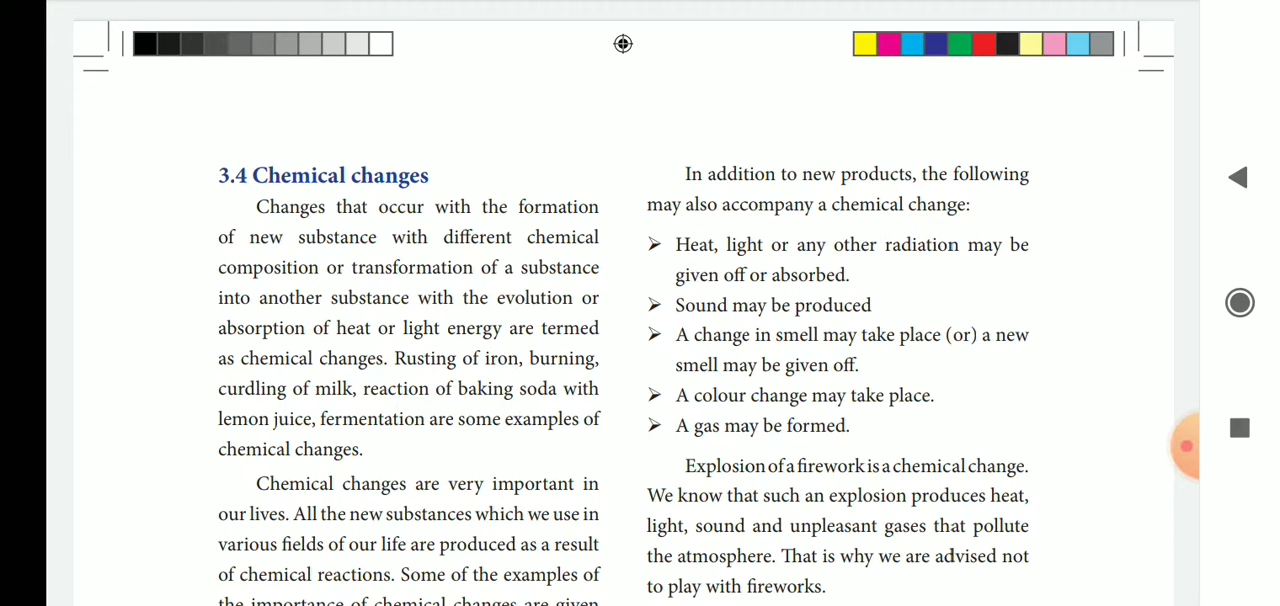 3.4 Chemical changes
Changes that occur with the formation
of new substance with different chemical
composition or transformation of a substance
into another substance with the evolution or
absorption of heat or light energy are termed
as chemical changes. Rusting of iron, burning,
curdling of milk, reaction of baking soda with
lemon juice, fermentation are some examples of
chemical changes.
Chemical changes are very important in
our lives. All the new substances which we use in
various fields of our life are produced as a result
of chemical reactions. Some of the examples of
the importance of chemical changes are given
In addition to new products, the following
may also accompany a chemical change:
➢ Heat, light or any other radiation may be
given off or absorbed.
➢ Sound may be produced
➢ A change in smell may take place (or) a new
smell may be given off.
➢ A colour change may take place.
➢ A gas may be formed.
Explosion of a firework is a chemical change.
We know that such an explosion produces heat,
light, sound and unpleasant gases that pollute
the atmosphere. That is why we are advised not
to play with fireworks.